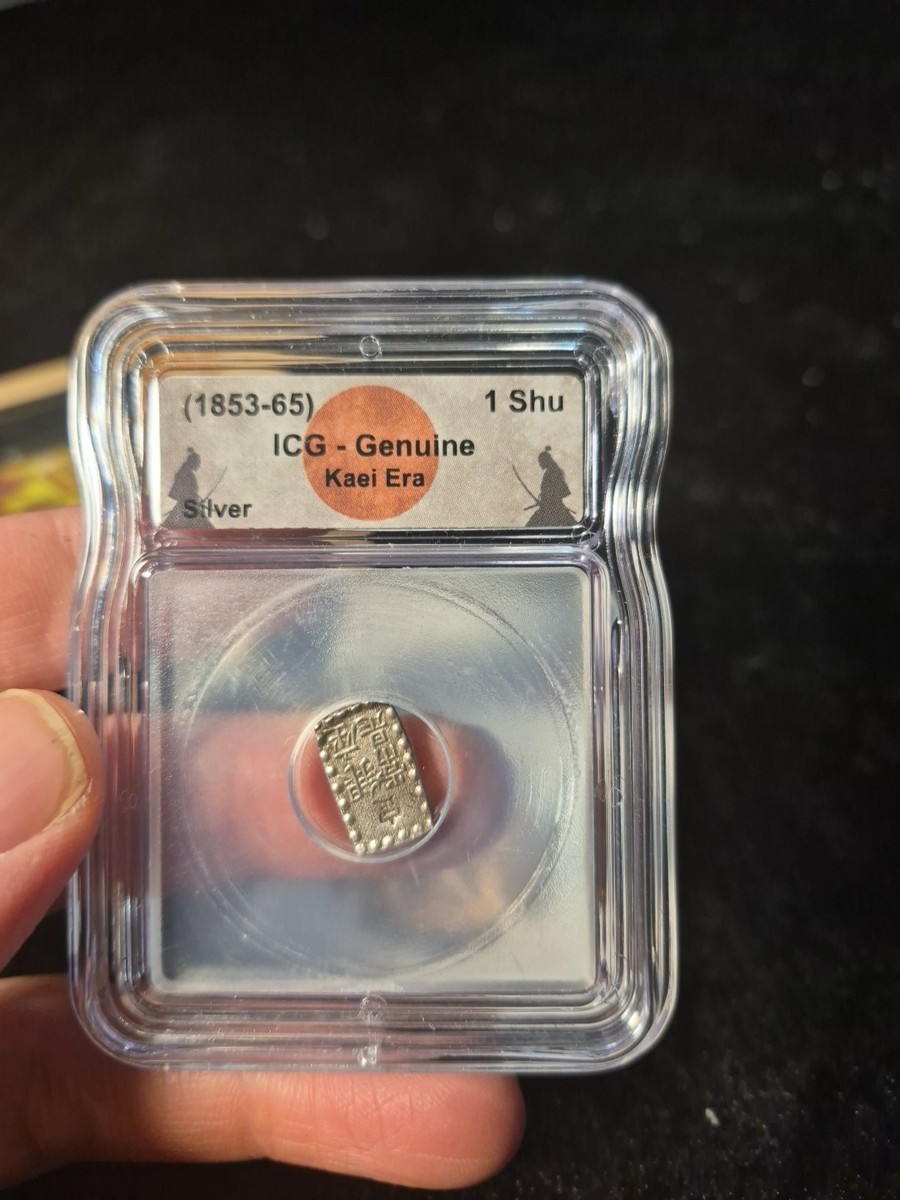 (1853-65) 1 Shu
ICG - Genuine
Kaei Era
Silver